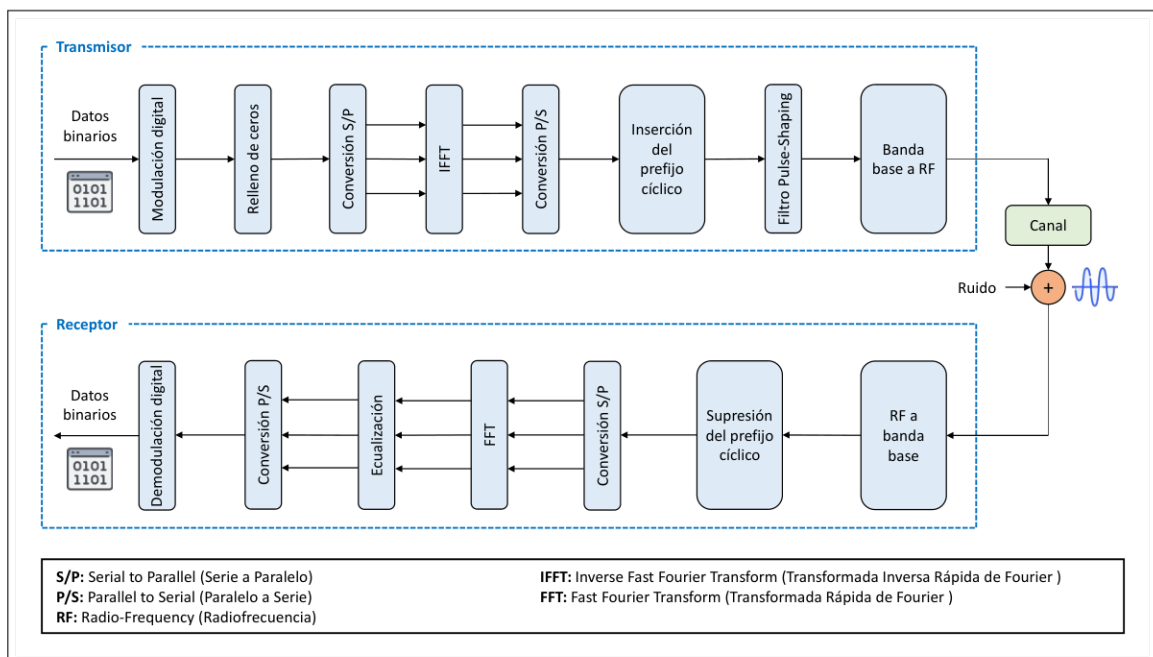 Transmisor
Datos
binarios
0101
1101
Modulación digital
Relleno de ceros
Conversión S/P
IFFT
Conversión P/S
Inserción
del
prefijo
cíclico
Filtro Pulse-Shaping
Banda
base a RF
Canal
Ruido
+
Receptor
Datos
binarios
0101
1101
Demodulación digital
Conversión P/S
Ecualización
FFT
Conversión S/P
Supresión
del prefijo
cíclico
RF a
banda
base
S/P: Serial to Parallel (Serie a Paralelo)
P/S: Parallel to Serial (Paralelo a Serie)
RF: Radio-Frequency (Radiofrecuencia)
IFFT: Inverse Fast Fourier Transform (Transformada Inversa Rápida de Fourier )
FFT: Fast Fourier Transform (Transformada Rápida de Fourier )